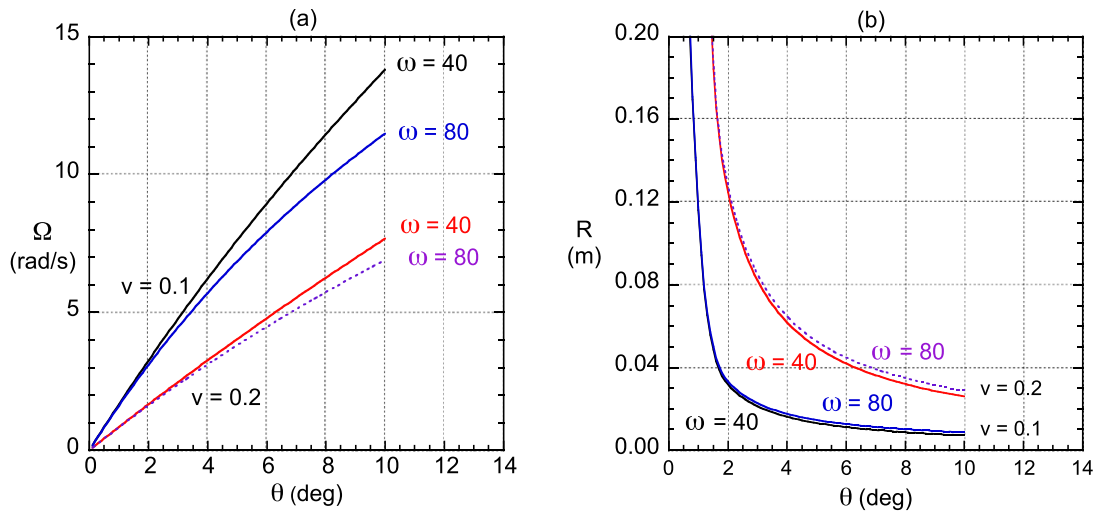 (a)
15
10
5
0
Ω
(rad/s)
ω = 40
ω = 80
ω = 40
ω = 80
v = 0.1
v = 0.2
0 2 4 6 8 10 12 14
θ (deg)
(b)
0.20
0.16
0.12
0.08
0.04
0.00
R
(m)
ω = 80
ω = 40
ω = 80
ω = 40
v = 0.2
v = 0.1
0 2 4 6 8 10 12 14
θ (deg)